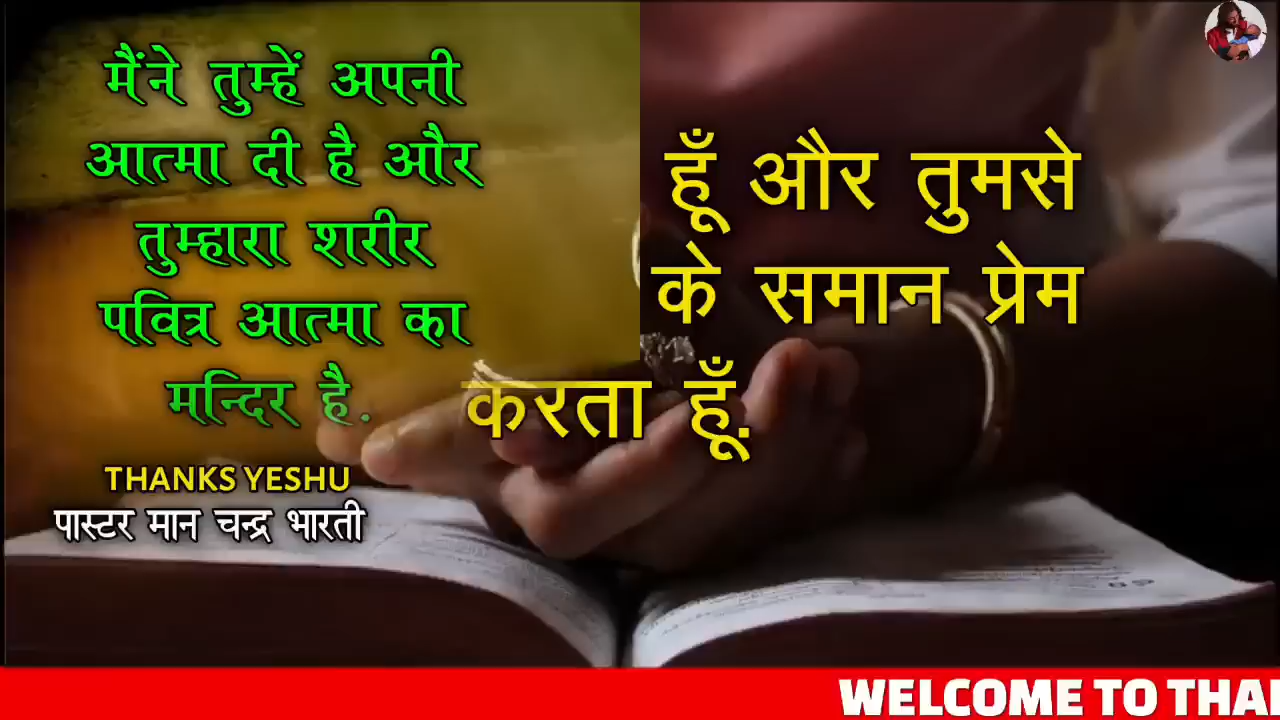 मैंने तुम्हें अपनी
आत्मा दी है और
तुम्हारा शरीर
पवित्र आत्मा का
मन्दिर है.
THANKS YESHU
पास्टर मान चन्द्र भारती
हूँ और तुमसे
के समान प्रेम
करता हूँ.
WELCOME TO THA